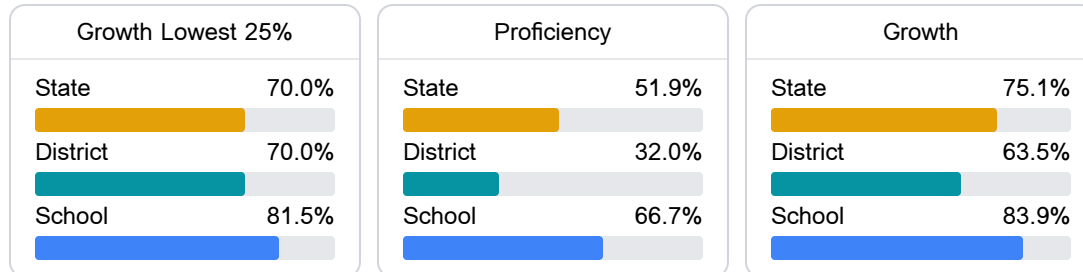 Growth Lowest 25%
State 70.0%
District 70.0%
School 81.5%
Proficiency
State 51.9%
District 32.0%
School 66.7%
Growth
State 75.1%
District 63.5%
School 83.9%